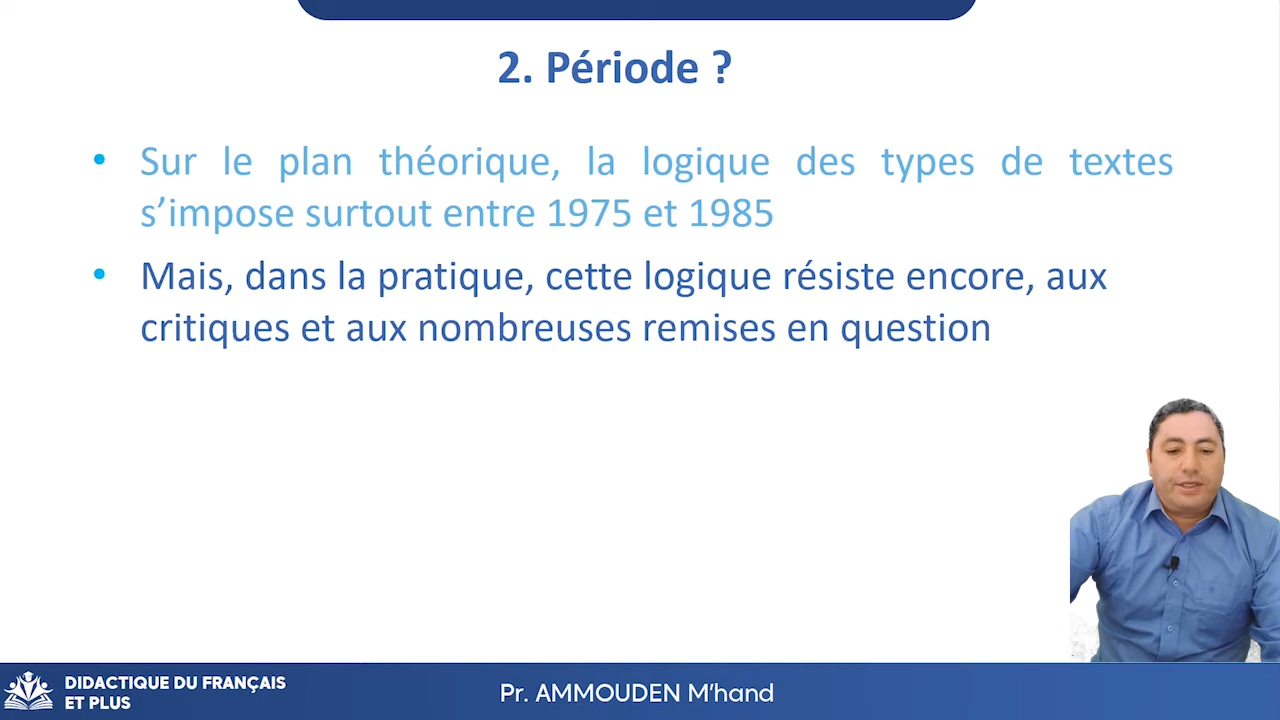 2. Période ?
• Sur le plan théorique, la logique des types de textes
s’impose surtout entre 1975 et 1985
• Mais, dans la pratique, cette logique résiste encore, aux
critiques et aux nombreuses remises en question
DIDACTIQUE DU FRANÇAIS
ET PLUS
Pr. AMMOUDEN M’hand